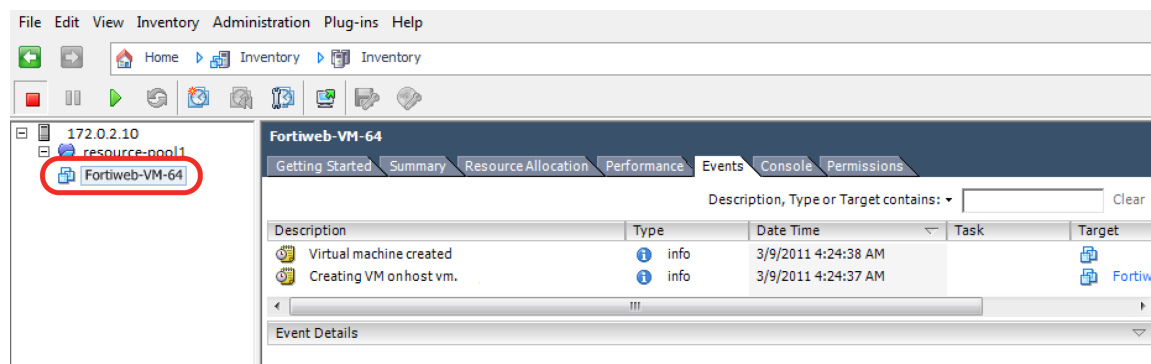 File Edit View Inventory Administration Plug-ins Help
Home Inventory Inventory
172.0.2.10
resource-pool1
Fortiweb-VM-64
Fortiweb-VM-64
Getting Started Summary Resource Allocation Performance Events Console Permissions
Description, Type or Target contains: Clear
Description Type Date Time Task Target
Virtual machine created info 3/9/2011 4:24:38 AM
Creating VM on host vm. info 3/9/2011 4:24:37 AM Fortiw
Event Details